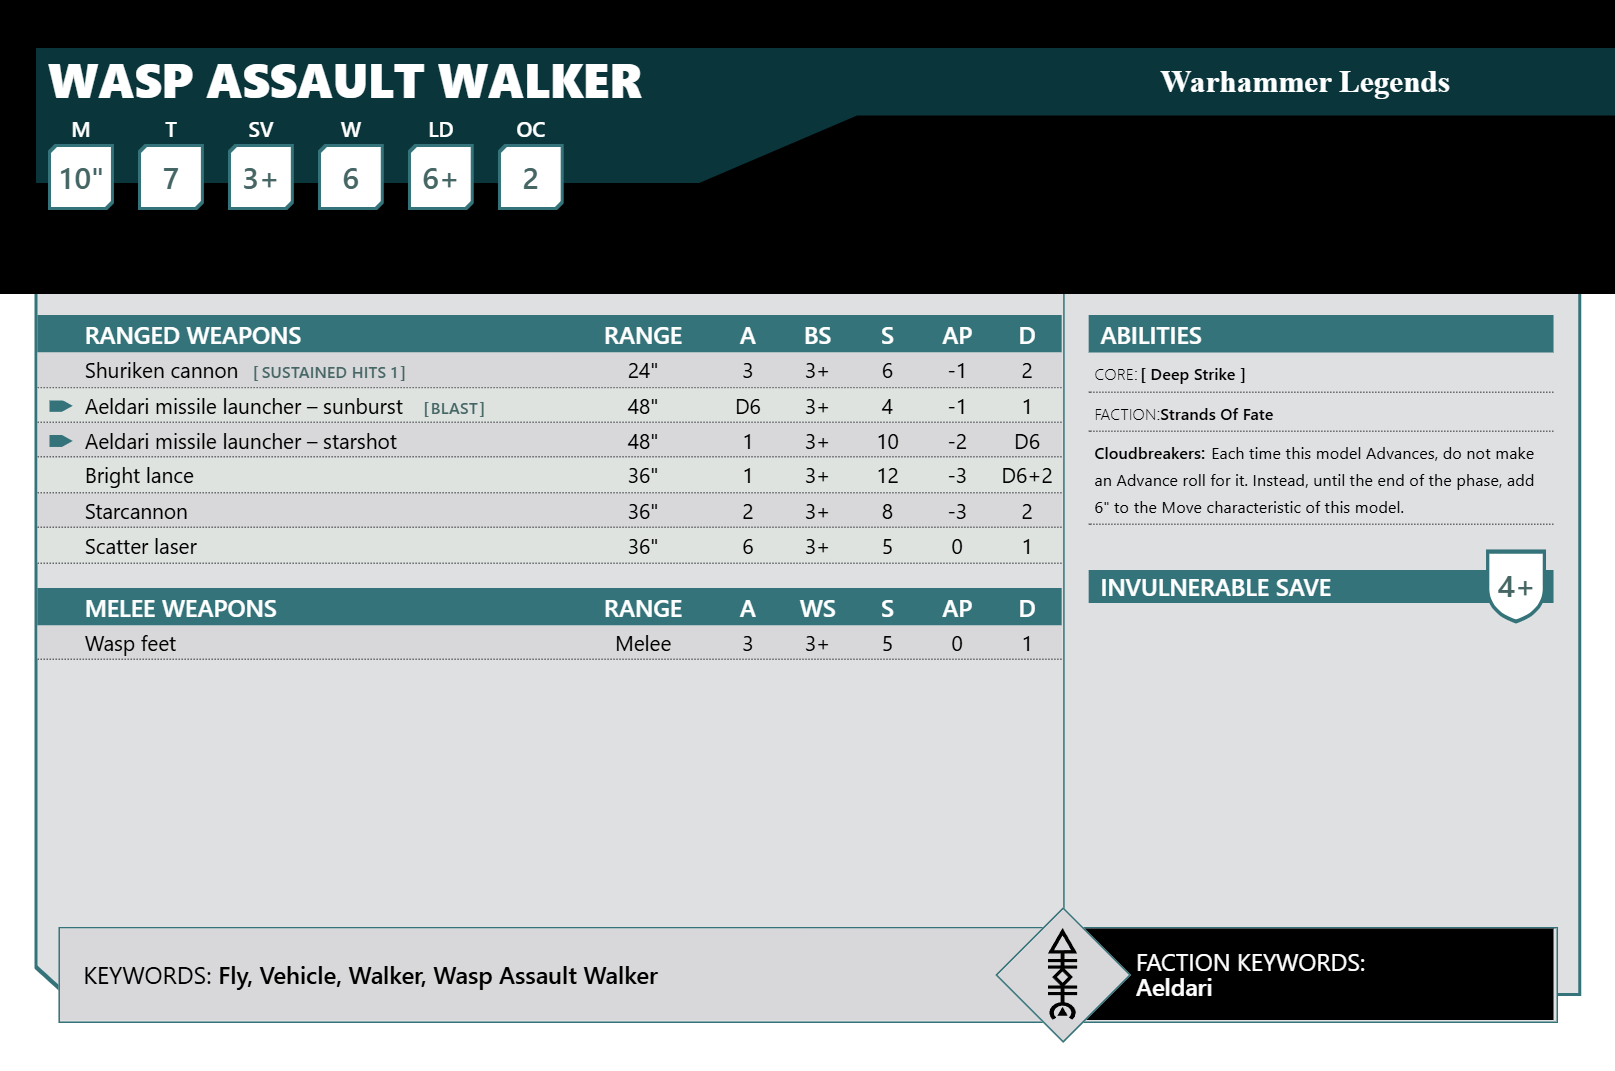 WASP ASSAULT WALKER
Warhammer Legends
M T SV W LD OC
10" 7 3+ 6 6+ 2
RANGED WEAPONS RANGE A BS S AP D
Shuriken cannon [ SUSTAINED HITS 1 ] 24" 3 3+ 6 -1 2
Aeldari missile launcher – sunburst [BLAST] 48" D6 3+ 4 -1 1
Aeldari missile launcher – starshot 48" 1 3+ 10 -2 D6
Bright lance 36" 1 3+ 12 -3 D6+2
Starcannon 36" 2 3+ 8 -3 2
Scatter laser 36" 6 3+ 5 0 1
MELEE WEAPONS RANGE A WS S AP D
Wasp feet Melee 3 3+ 5 0 1
ABILITIES
CORE: [ Deep Strike ]
FACTION:Strands Of Fate
Cloudbreakers: Each time this model Advances, do not make
an Advance roll for it. Instead, until the end of the phase, add
6" to the Move characteristic of this model.
INVULNERABLE SAVE 4+
KEYWORDS: Fly, Vehicle, Walker, Wasp Assault Walker
FACTION KEYWORDS:
Aeldari